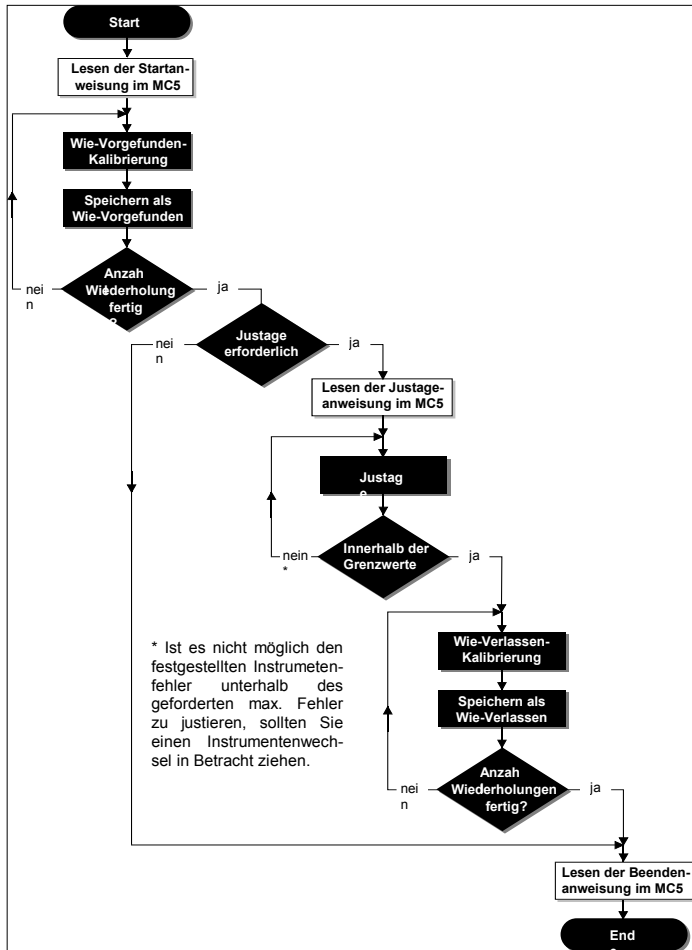 Start
Lesen der Startan-
weisung im MC5
Wie-Vorgefunden-
Kalibrierung
Speichern als
Wie-Vorgefunden
Anzah
l
Wiederholung
fertig
?
nei
n
ja
Justage
erforderlich
nei
n
ja
Lesen der Justage-
anweisung im MC5
Justag
e
Innerhalb der
Grenzwerte
nein
*
ja
* Ist es nicht möglich den
festgestellten Instrumeten-
fehler unterhalb des
geforderten max. Fehler
zu justieren, sollten Sie
einen Instrumentenwech-
sel in Betracht ziehen.
Wie-Verlassen-
Kalibrierung
Speichern als
Wie-Verlassen
Anzah
Wiederholungen
fertig?
nei
n
ja
Lesen der Beenden-
anweisung im MC5
End